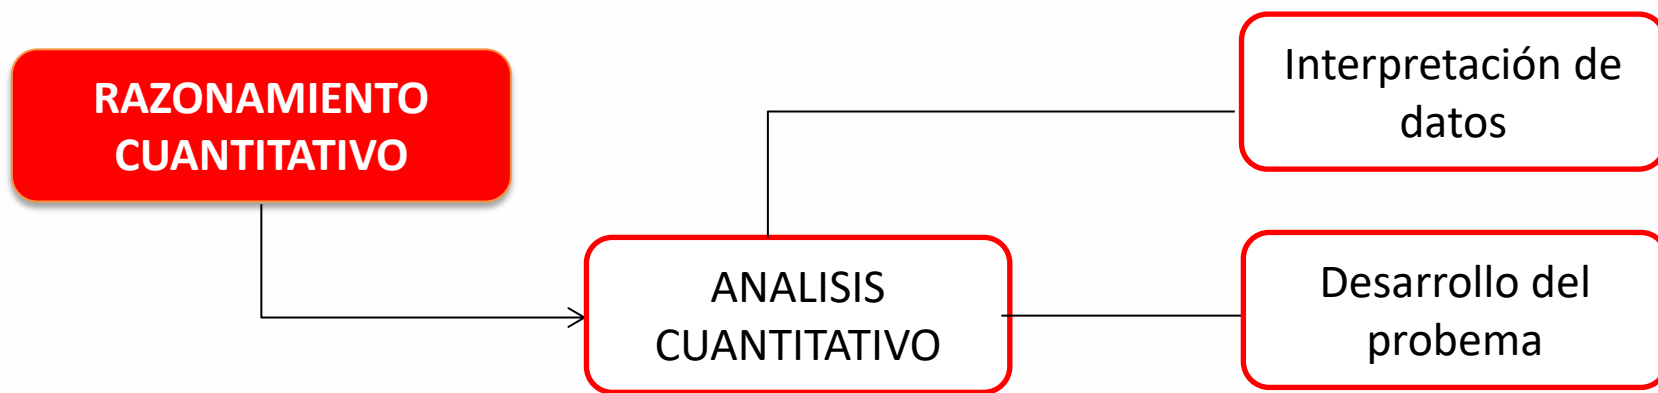 RAZONAMIENTO
CUANTITATIVO
ANALISIS
CUANTITATIVO
Interpretación de
datos
Desarrollo del
probema